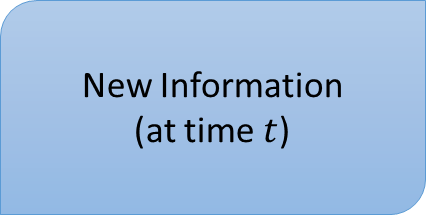 New Information
(at time 𝑡)